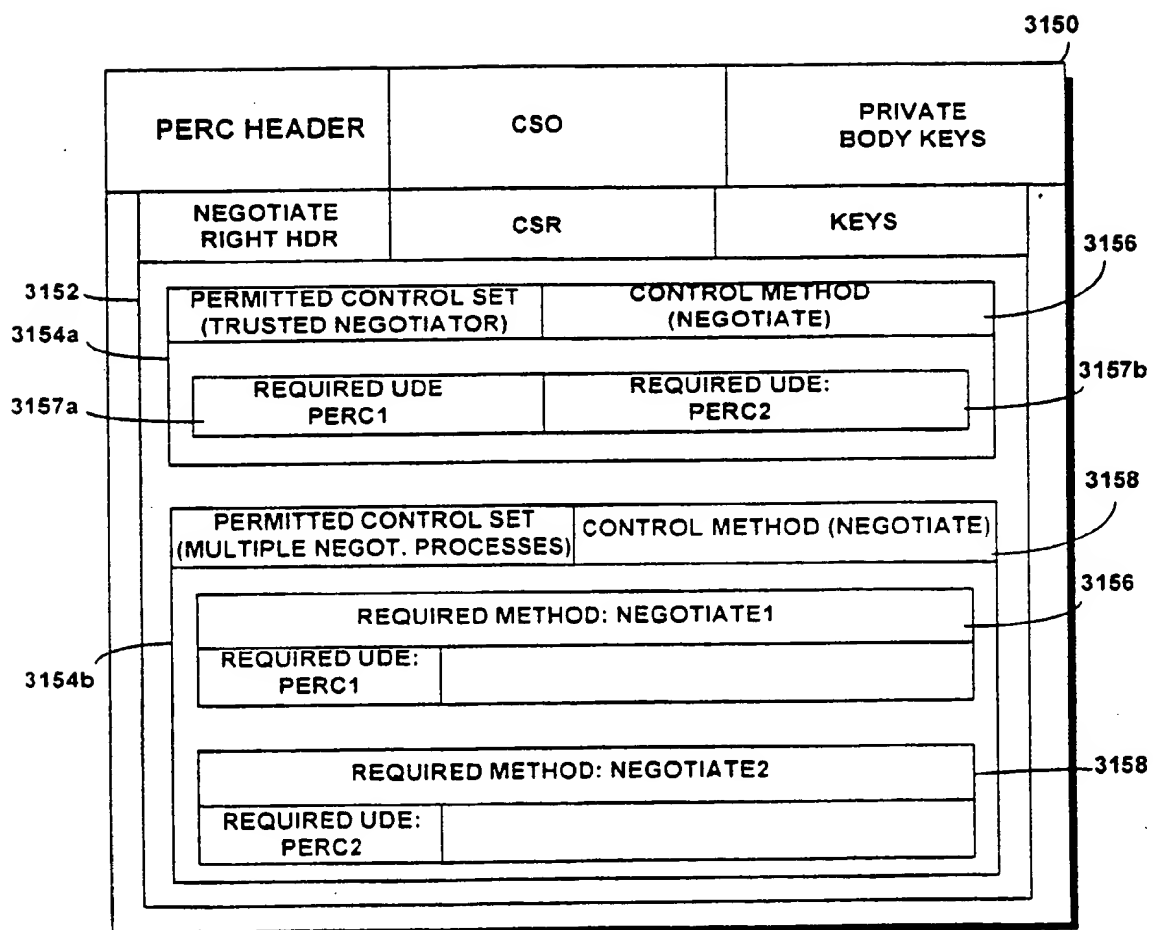 3150
PERC HEADER
CSO
PRIVATE
BODY KEYS
NEGOTIATE
RIGHT HDR
CSR
KEYS
3156
3152
PERMITTED CONTROL SET
(TRUSTED NEGOTIATOR)
CONTROL METHOD
(NEGOTIATE)
3154a
3157a
REQUIRED UDE
PERC1
REQUIRED UDE:
PERC2
3157b
3158
PERMITTED CONTROL SET
(MULTIPLE NEGOT. PROCESSES)
CONTROL METHOD (NEGOTIATE)
3156
REQUIRED METHOD: NEGOTIATE1
REQUIRED UDE:
PERC1
3154b
REQUIRED METHOD: NEGOTIATE2
3158
REQUIRED UDE:
PERC2